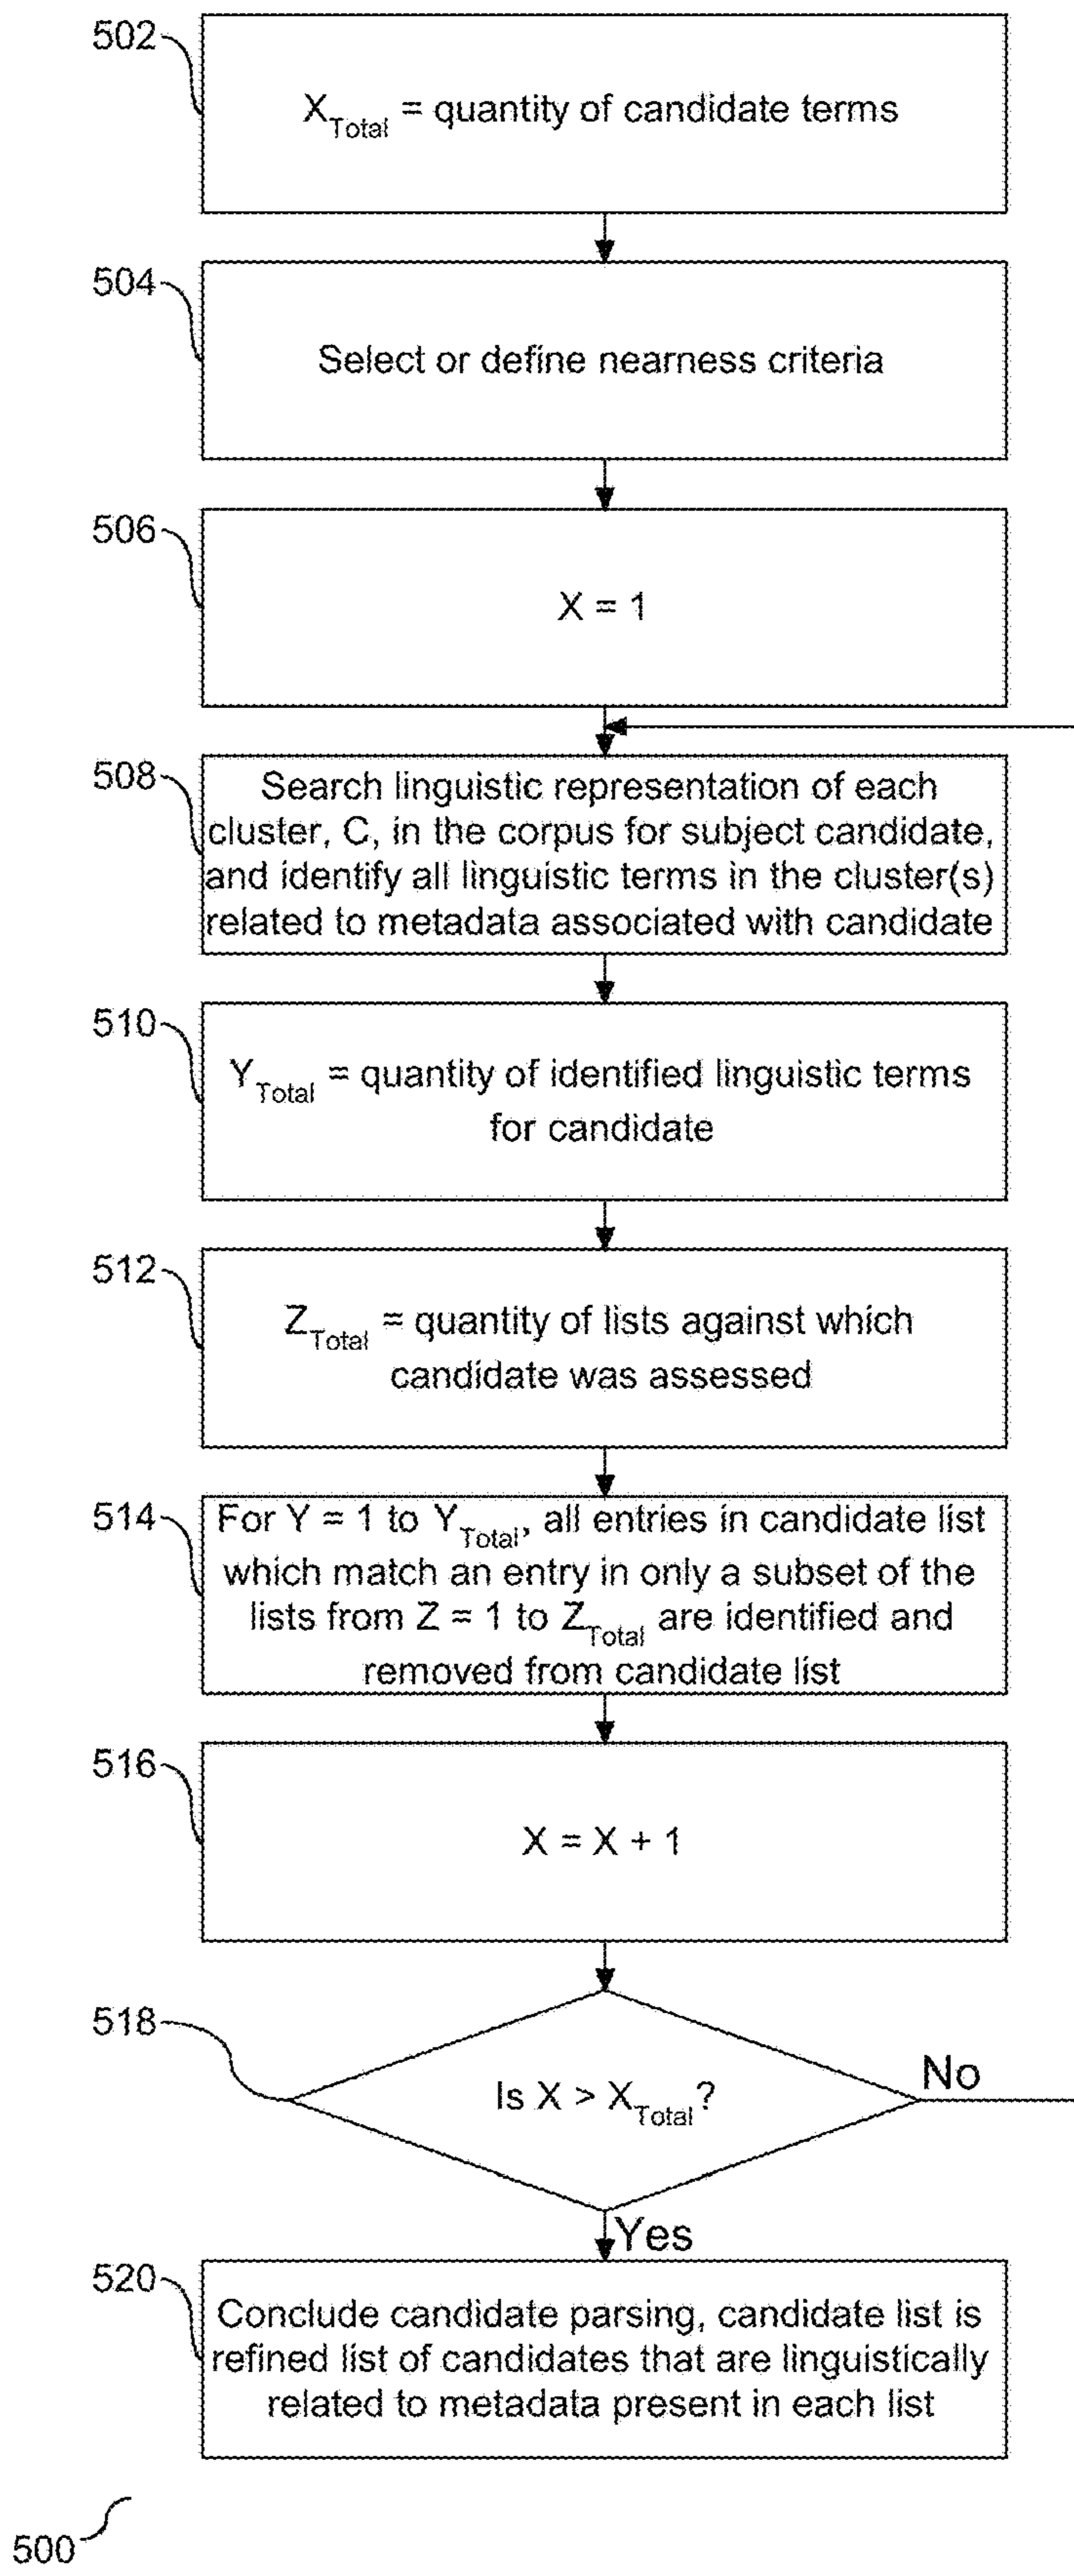 502
X_Total = quantity of candidate terms
504
Select or define nearness criteria
506
X = 1
508
Search linguistic representation of each
cluster, C, in the corpus for subject candidate,
and identify all linguistic terms in the cluster(s)
related to metadata associated with candidate
510
Y_Total = quantity of identified linguistic terms
for candidate
512
Z_Total = quantity of lists against which
candidate was assessed
514
For Y = 1 to Y_Total, all entries in candidate list
which match an entry in only a subset of the
lists from Z = 1 to Z_Total are identified and
removed from candidate list
516
X = X + 1
518
Is X > X_Total?
No
Yes
520
Conclude candidate parsing, candidate list is
refined list of candidates that are linguistically
related to metadata present in each list
500